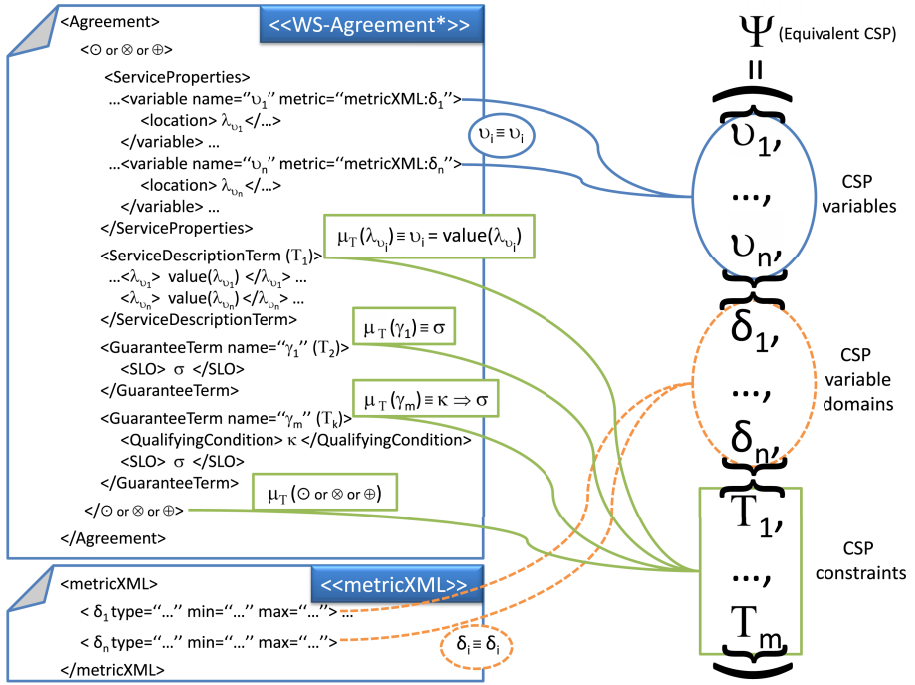 <Agreement>
<<WS-Agreement*>>
<⊙ or ⊗ or ⊕>
<ServiceProperties>
...<variable name=“υ1” metric=“metricXML:δ1”>
<location> λυ1 </...>
</variable> ...
...<variable name=“υn” metric=“metricXML:δn”>
<location> λυn </...>
</variable> ...
</ServiceProperties>
υi ≡ υi
μT(λυi) ≡ υi = value(λυi)
<ServiceDescriptionTerm (T1)>
...<λυ1> value(λυ1) </λυ1> ...
<λυn> value(λυn) </λυn> ...
</ServiceDescriptionTerm>
μT(γ1) ≡ σ
<GuaranteeTerm name=“γ1” (T2)>
<SLO> σ </SLO>
</GuaranteeTerm>
μT(γm) ≡ κ ⇒ σ
<GuaranteeTerm name=“γm” (Tk)>
<QualifyingCondition> κ </QualifyingCondition>
<SLO> σ </SLO>
</GuaranteeTerm>
μT(⊙ or ⊗ or ⊕)
</⊙ or ⊗ or ⊕>
</Agreement>
<metricXML>
<<metricXML>>
< δ1 type=“...” min=“...” max=“...”> ...
< δn type=“...” min=“...” max=“...”>
</metricXML>
δi ≡ δi
Ψ (Equivalent CSP)
=
(
υ1,
...,
υn,
CSP
variables
δ1,
...,
δn,
CSP
variable
domains
T1,
...,
Tm
)
CSP
constraints